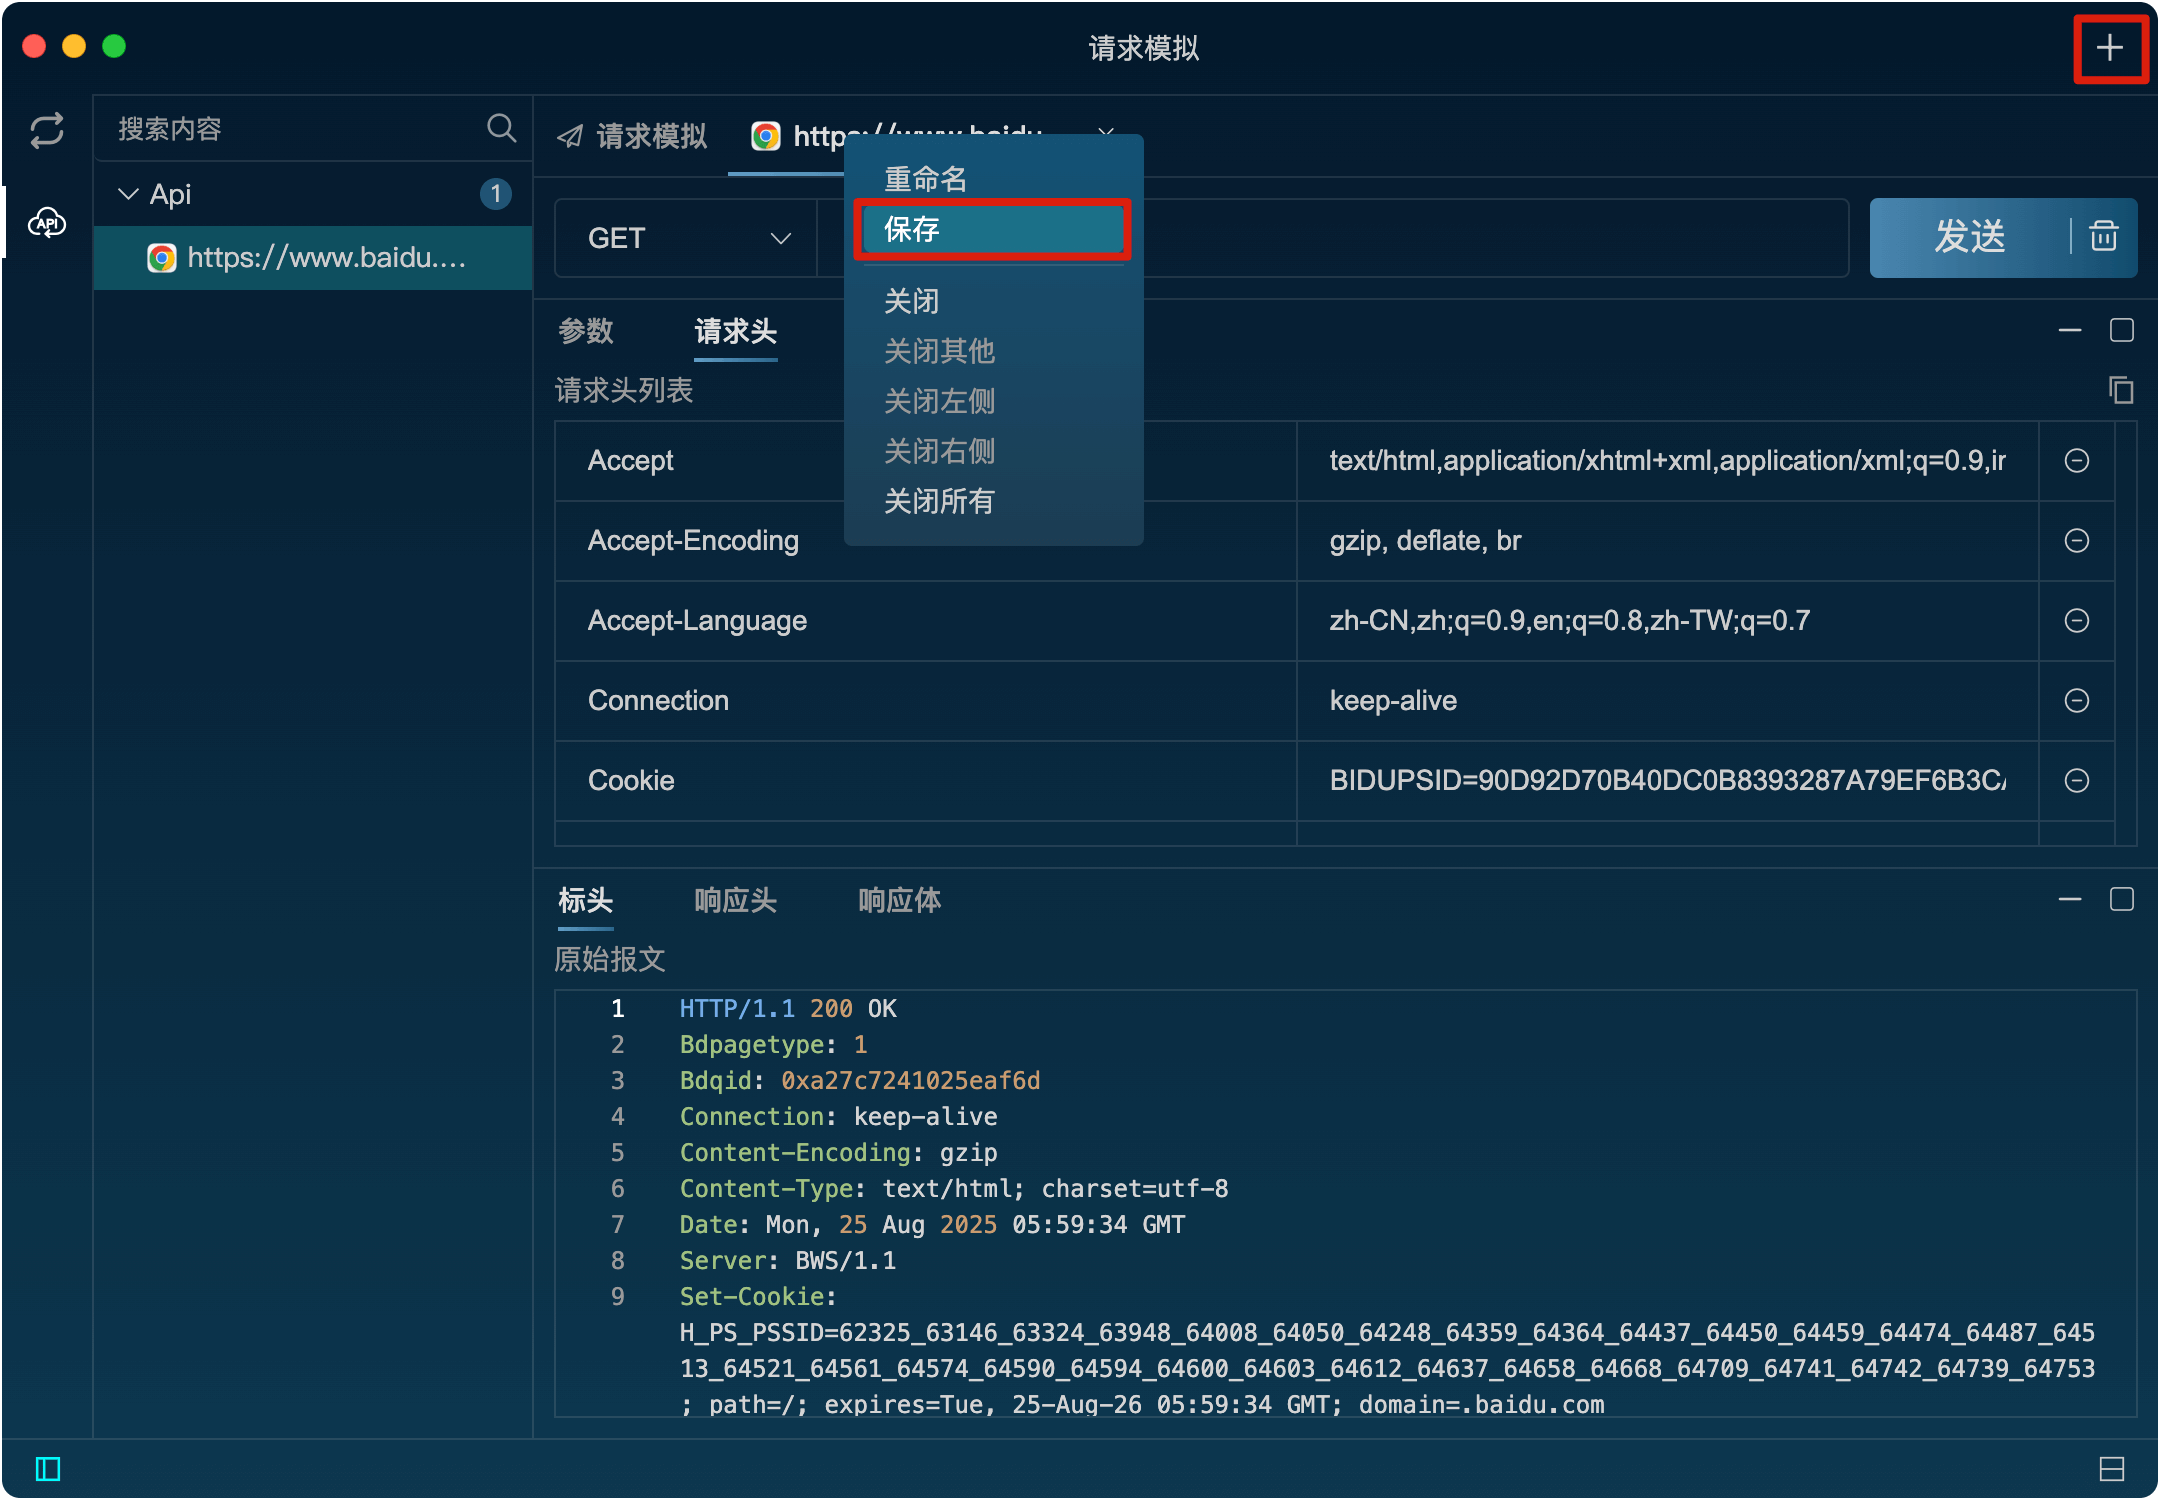 请求模拟
搜索内容
Api
1
https://www.baidu....
请求模拟
https://www.baidu...
重命名
保存
关闭
关闭其他
关闭左侧
关闭右侧
关闭所有
GET
发送
参数
请求头
请求头列表
Accept
text/html,application/xhtml+xml,application/xml;q=0.9,
Accept-Encoding
gzip, deflate, br
Accept-Language
zh-CN,zh;q=0.9,en;q=0.8,zh-TW;q=0.7
Connection
keep-alive
Cookie
BIDUPSID=90D92D70B40DC0B8393287A79EF6B3C
标头
响应头
响应体
原始报文
1 HTTP/1.1 200 OK
2 Bdpagetype: 1
3 Bdqid: 0xa27c7241025eaf6d
4 Connection: keep-alive
5 Content-Encoding: gzip
6 Content-Type: text/html; charset=utf-8
7 Date: Mon, 25 Aug 2025 05:59:34 GMT
8 Server: BWS/1.1
9 Set-Cookie:
H_PS_PSSID=62325_63146_63324_63948_64008_64050_64248_64359_64364_64437_64450_64459_64474_64487_645
13_64521_64561_64574_64590_64594_64600_64603_64612_64637_64658_64668_64709_64741_64742_64739_64753
; path=/; expires=Tue, 25-Aug-26 05:59:34 GMT; domain=.baidu.com
API